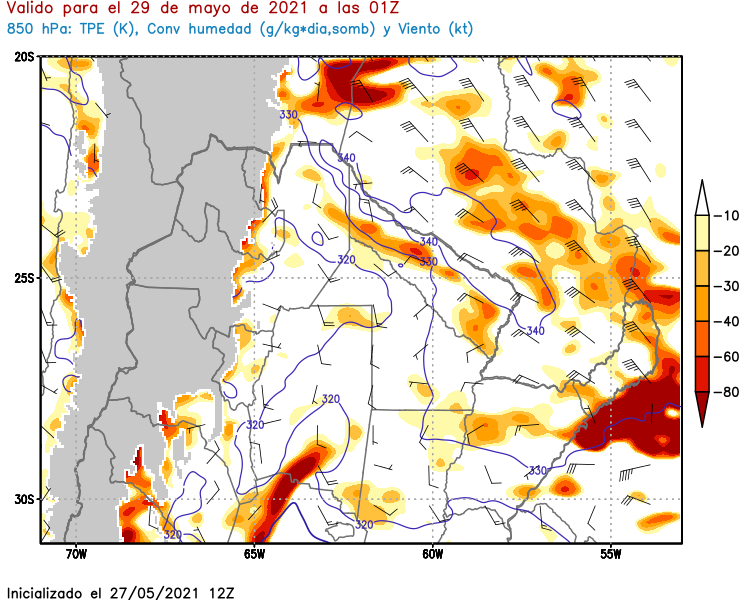 Valido para el 29 de mayo de 2021 a las 01Z
850 hPa: TPE (K), Conv humedad (g/kg*dia,somb) y Viento (kt)
20S
330
340
-10
340
-20
320
330
25S
-30
340
-40
-60
320
-80
320
330
30S
320
320
70W 65W 60W 55W
Inicializado el 27/05/2021 12Z